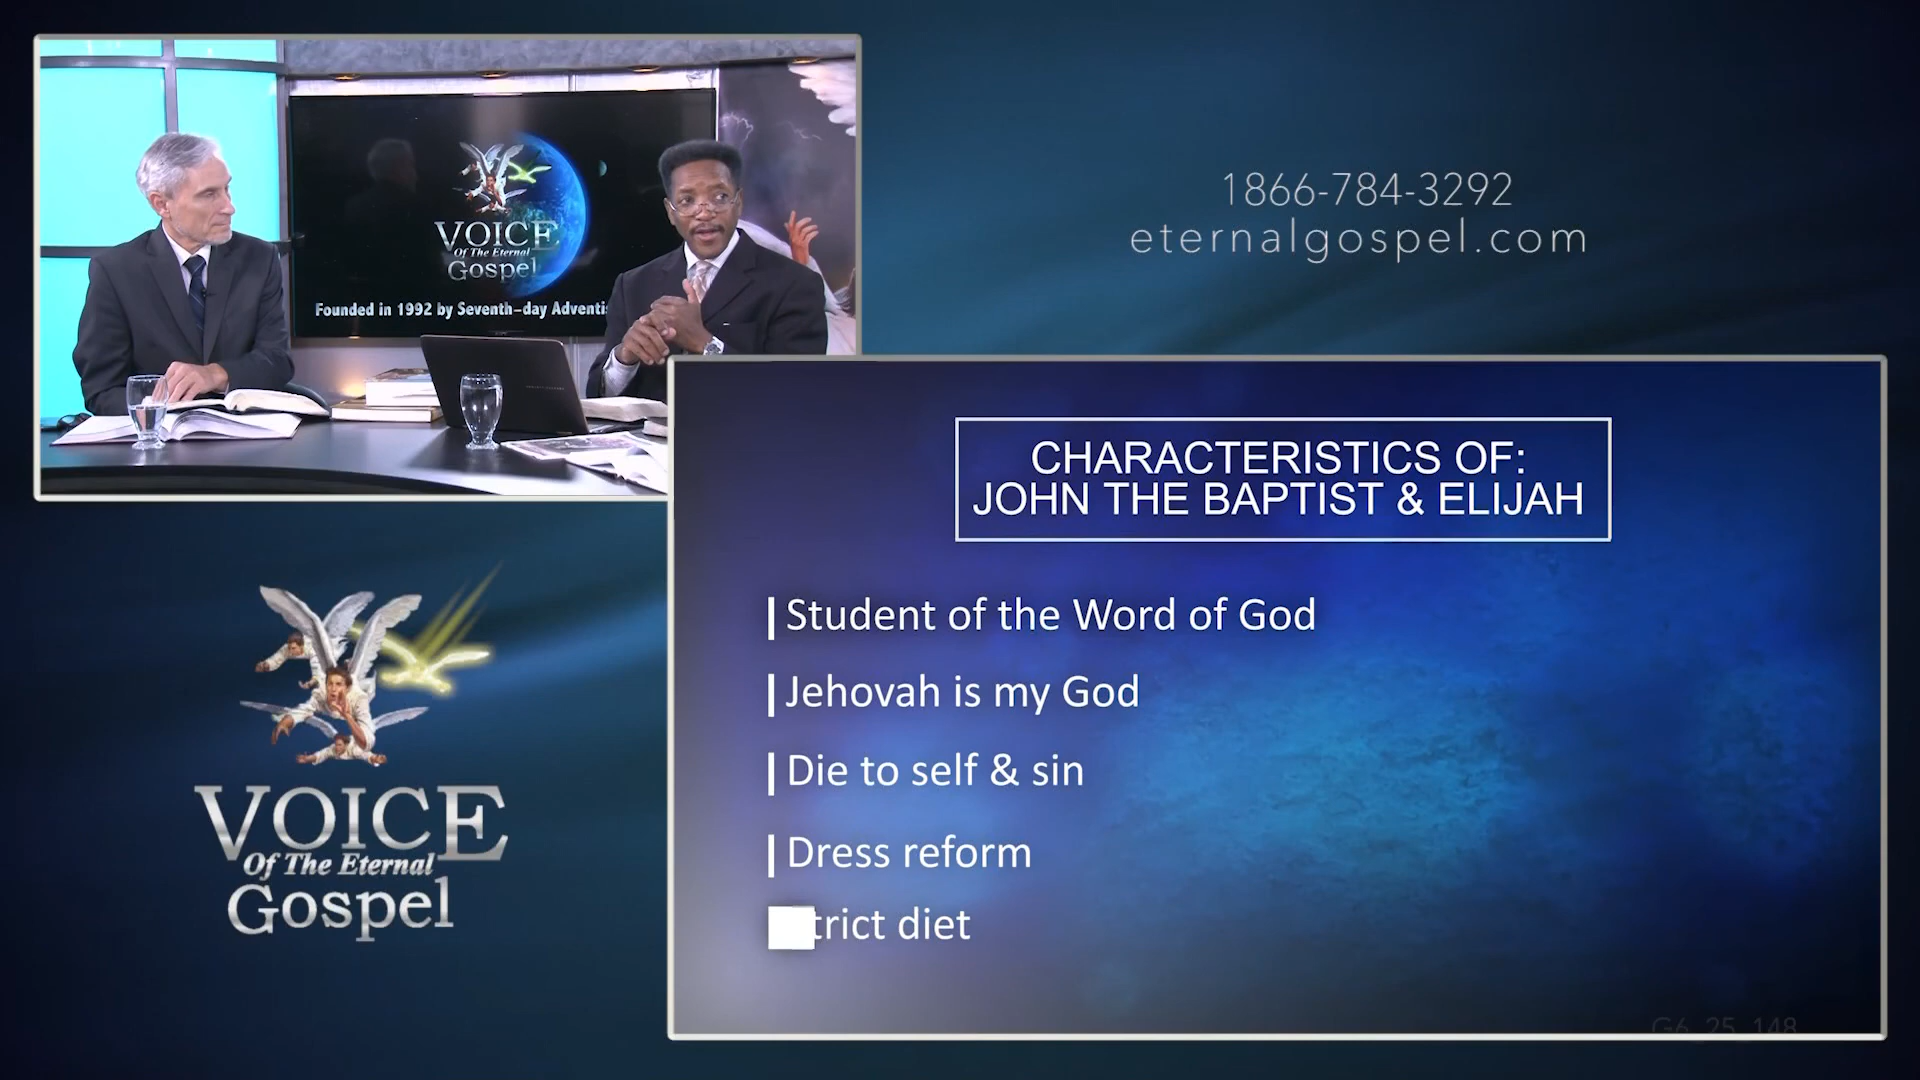 VOICE
Of The Eternal
Gospel
Founded in 1992 by Seventh-day
1866-784-3292
eternalgospel.com
CHARACTERISTICS OF:
JOHN THE BAPTIST & ELIJAH
Student of the Word of God
Jehovah is my God
Die to self & sin
Dress reform
trict diet
G6_25_148
VOICE
Of The Eternal
Gospel